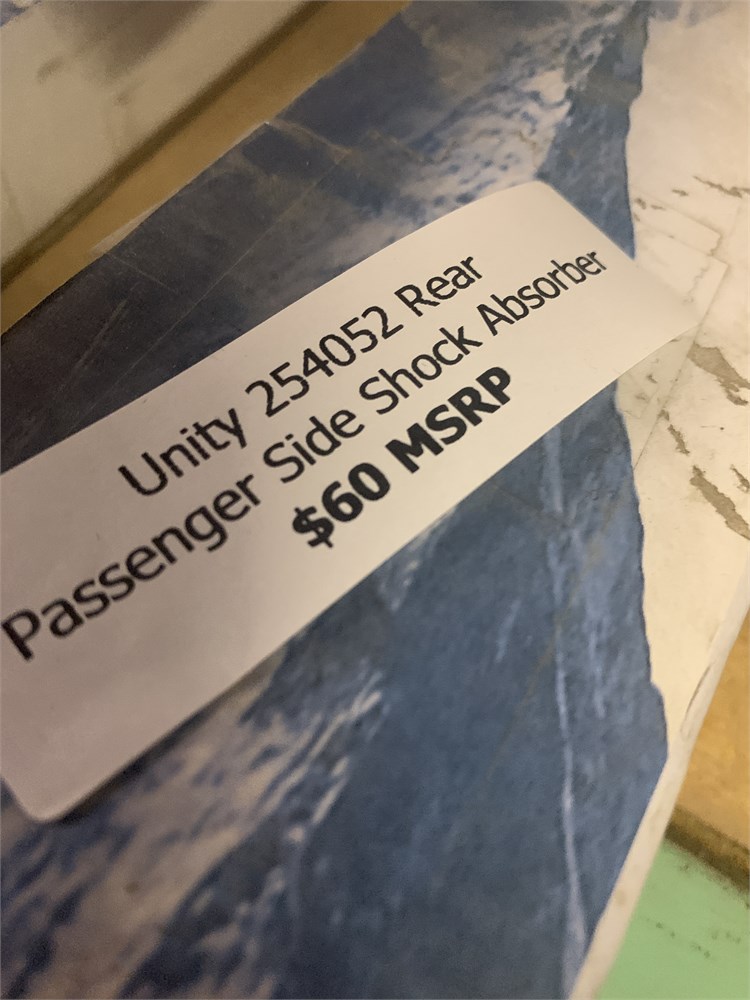 Unity 254052 Rear
Passenger Side Shock Absorber
$60 MSRP